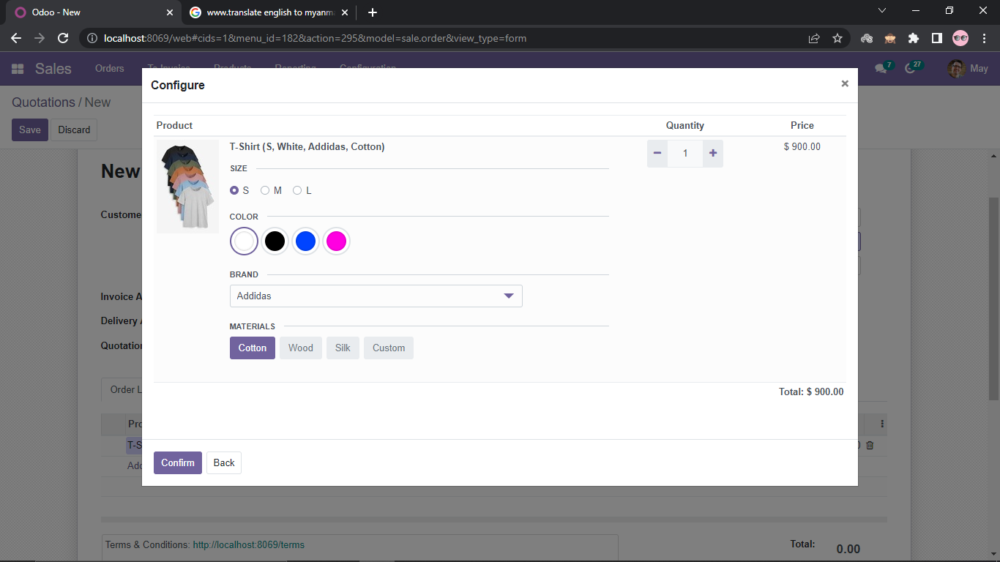 Odoo - New
www.translate english to myanm
localhost:8069/web#cids=1&menu_id=182&action=295&model=sale.order&view_type=form
Sales
Orders
To Invoice
Products
Reporting
Configuration
7
27
May
Quotations / New
Save
Discard
New
Custome
Invoice A
Delivery
Quotation
Order L
Configure
×
Product
Quantity
Price
T-Shirt (S, White, Addidas, Cotton)
1
$ 900.00
SIZE
S
M
L
COLOR
BRAND
Addidas
MATERIALS
Cotton
Wood
Silk
Custom
Total: $ 900.00
Pro
T-S
Add
Confirm
Back
Terms & Conditions: http://localhost:8069/terms
Total:
0.00